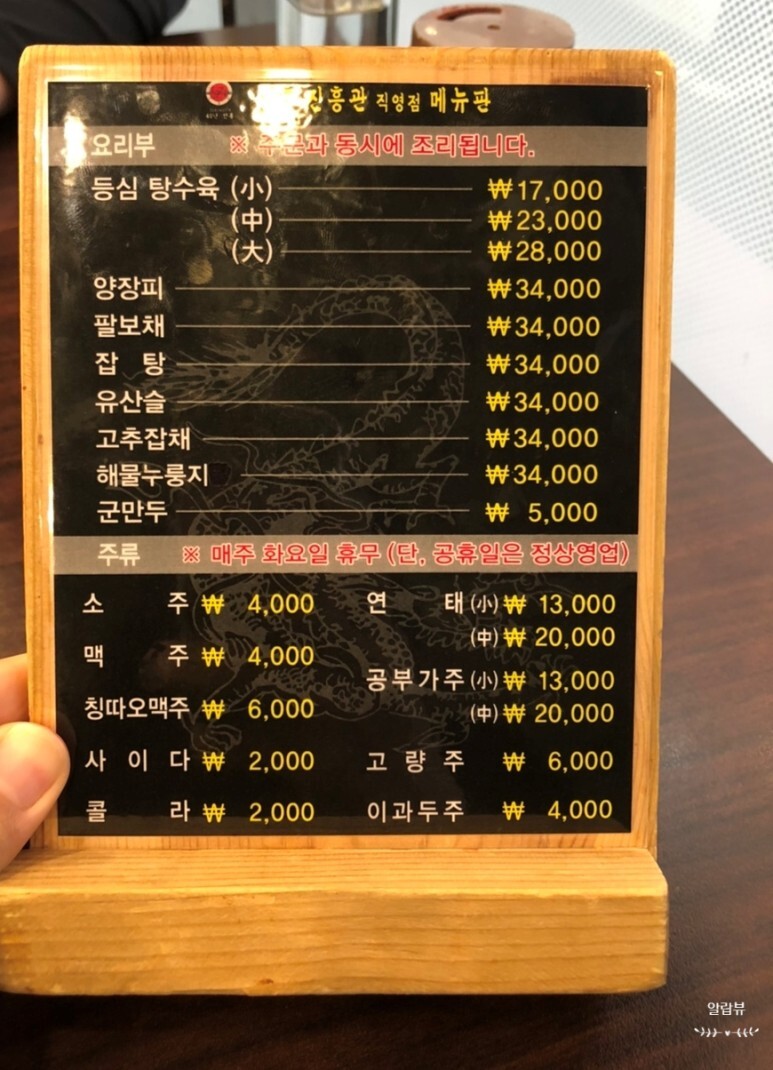 진흥관 직영점 메뉴판
요리부 ※ 주문과 동시에 조리됩니다.
등심 탕수육 (小) ₩17,000
(中) ₩23,000
(大) ₩28,000
양장피 ₩34,000
팔보채 ₩34,000
잡 탕 ₩34,000
유산슬 ₩34,000
고추잡채 ₩34,000
해물누룽지 ₩34,000
군만두 ₩ 5,000
주류 ※ 매주 화요일 휴무 (단, 공휴일은 정상영업)
소 주 ₩ 4,000
맥 주 ₩ 4,000
칭따오맥주 ₩ 6,000
사 이 다 ₩ 2,000
콜 라 ₩ 2,000
연 태 (小) ₩ 13,000
(中) ₩ 20,000
공부가주 (小) ₩ 13,000
(中) ₩ 20,000
고 량 주 ₩ 6,000
이과두주 ₩ 4,000
알랍뷰